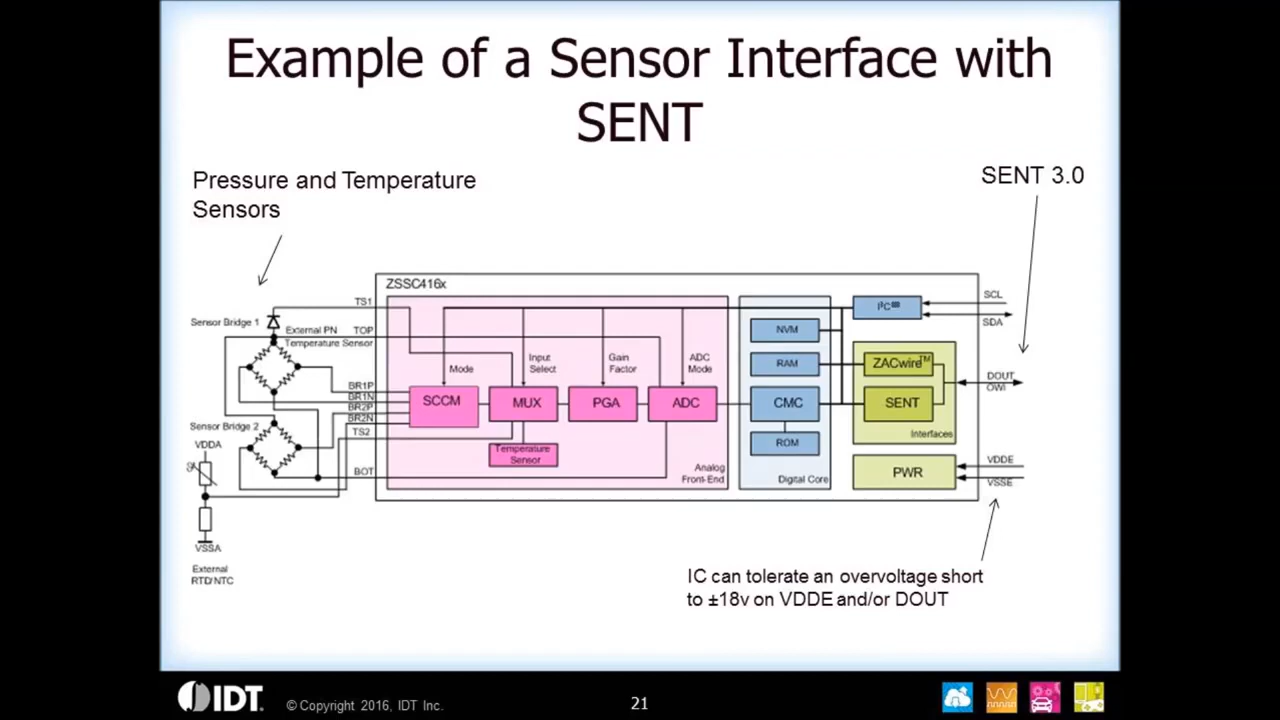 Example of a Sensor Interface with
SENT
Pressure and Temperature
Sensors
SENT 3.0
ZSSC416x
TS1
Sensor Bridge 1
External PN
Temperature Sensor
TOP
BR1P
BR1N
BR2P
BR2N
TS2
Sensor Bridge 2
VDDA
BOT
VSSA
External
RTD/NTC
Mode
Input
Select
Gain
Factor
ADC
Mode
SCCM
MUX
PGA
ADC
Temperature
Sensor
Analog
Front-End
NVM
RAM
CMC
ROM
Digital Core
I²C
ZACwire™
SENT
Interfaces
PWR
SCL
SDA
DOUT
OWI
VDDE
VSSE
IC can tolerate an overvoltage short
to ±18v on VDDE and/or DOUT
IDT.
© Copyright 2016, IDT Inc.
21